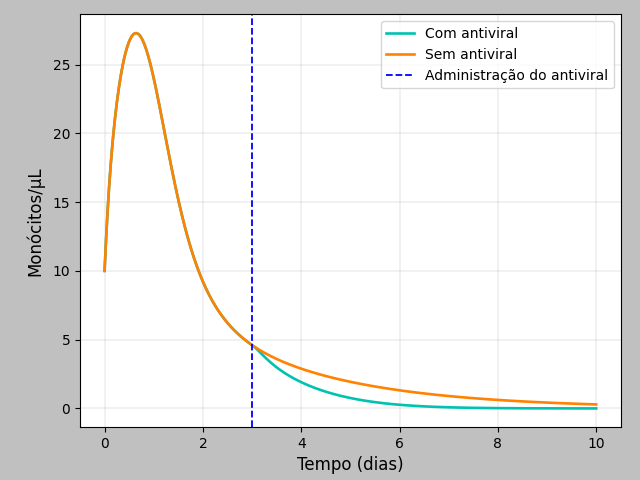 Com antiviral
Sem antiviral
Administração do antiviral
Monócitos/μL
25
20
15
10
5
0
0 2 4 6 8 10
Tempo (dias)